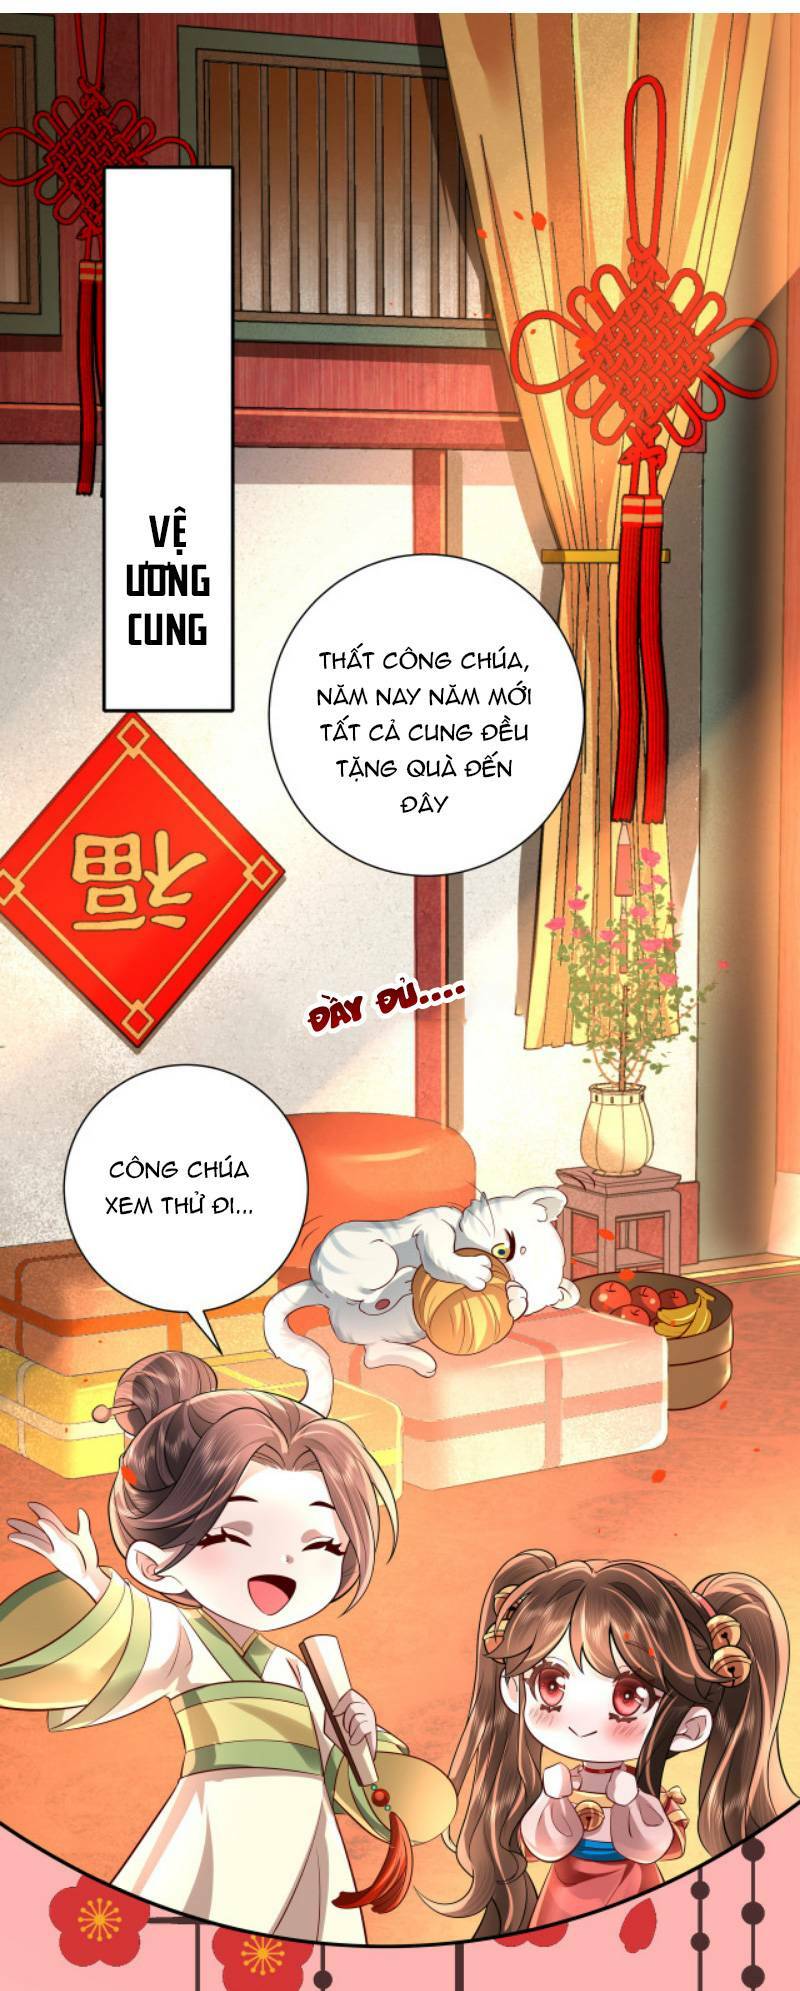 VỆ
ƯƠNG
CUNG
THẤT CÔNG CHÚA,
NĂM NAY NĂM MỚI
TẤT CẢ CUNG ĐỀU
TẶNG QUÀ ĐẾN
ĐÂY
福
ĐẦY ĐỦ....
CÔNG CHÚA
XEM THỬ ĐI...